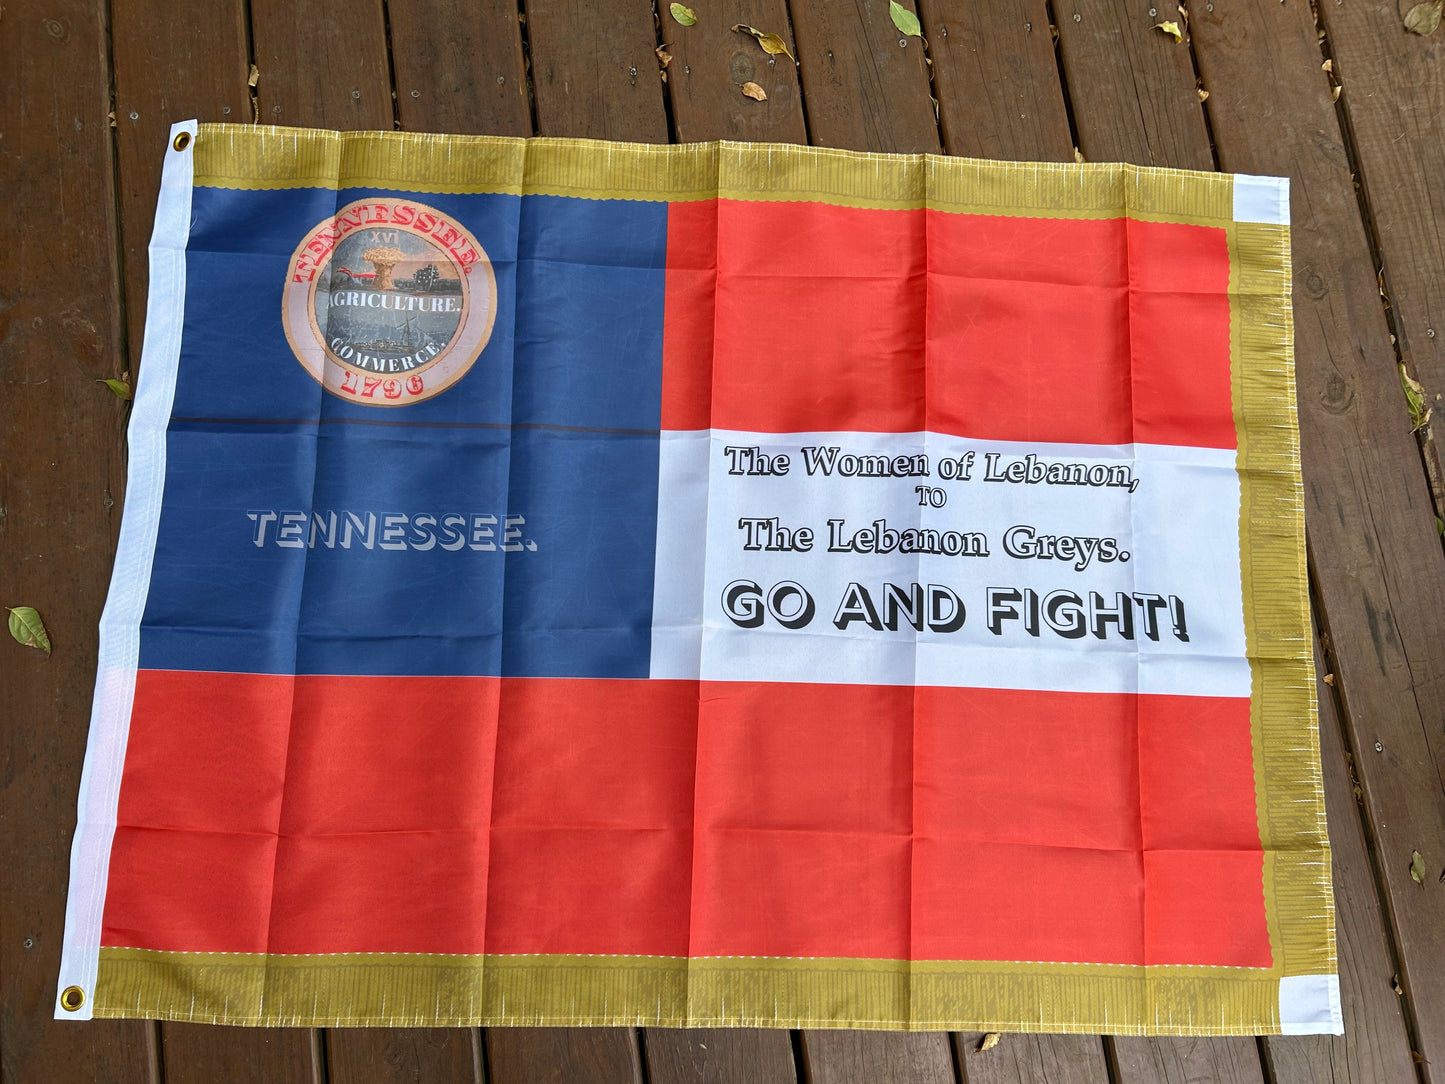 TENNESSEE.
XVI
AGRICULTURE.
COMMERCE,
1796
TENNESSEE.
The Women of Lebanon,
TO
The Lebanon Greys.
GO AND FIGHT!